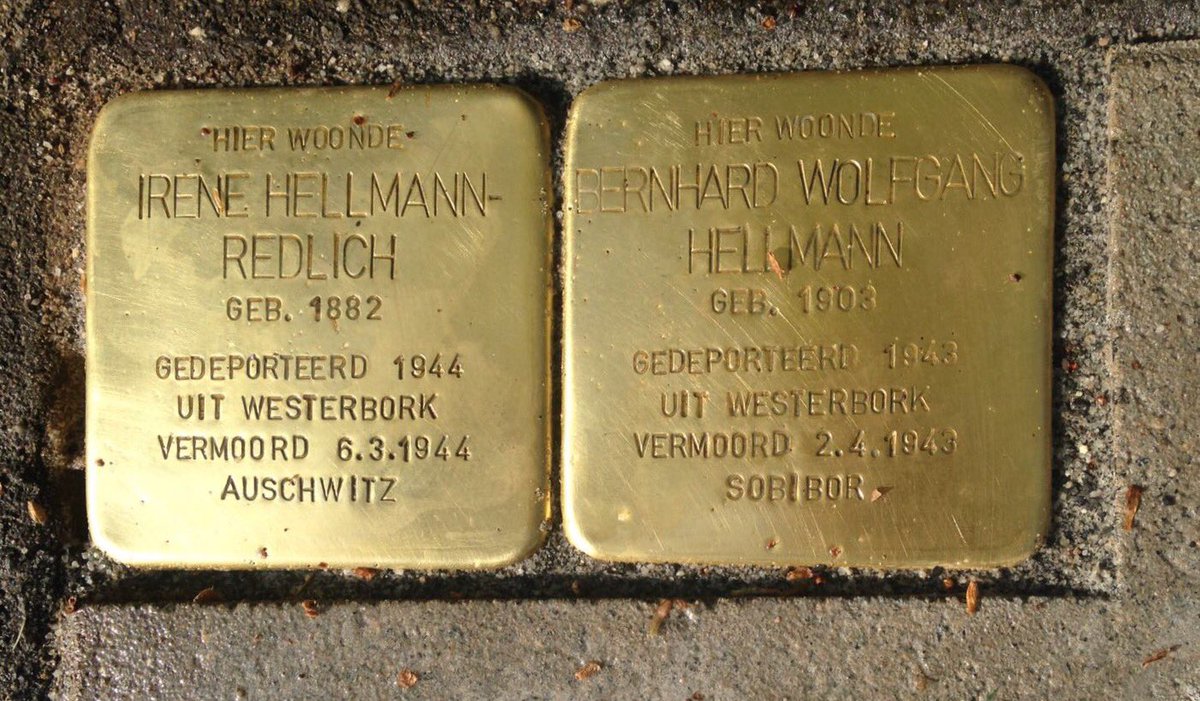 HIER WOONDE
IRENE HELLMANN-
REDLICH
GEB. 1882
GEDEPORTEERD 1944
UIT WESTERBORK
VERMOORD 6.3.1944
AUSCHWITZ
HIER WOONDE
BERNHARD WOLFGANG
HELLMANN
GEB. 1903
GEDEPORTEERD 1943
UIT WESTERBORK
VERMOORD 2.4.1943
SOBIBOR